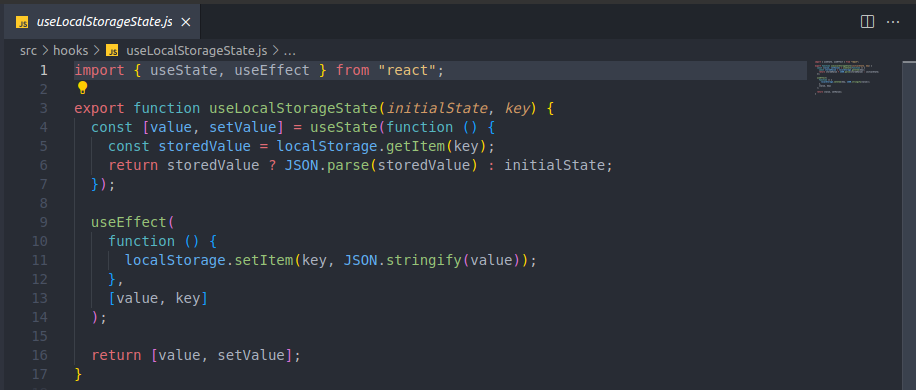 JS useLocalStorageState.js ×
src > hooks > JS useLocalStorageState.js > ...
1 import { useState, useEffect } from "react";
2
3 export function useLocalStorageState(initialState, key) {
4   const [value, setValue] = useState(function () {
5     const storedValue = localStorage.getItem(key);
6     return storedValue ? JSON.parse(storedValue) : initialState;
7   });
8
9   useEffect(
10     function () {
11       localStorage.setItem(key, JSON.stringify(value));
12     },
13     [value, key]
14   );
15
16   return [value, setValue];
17 }